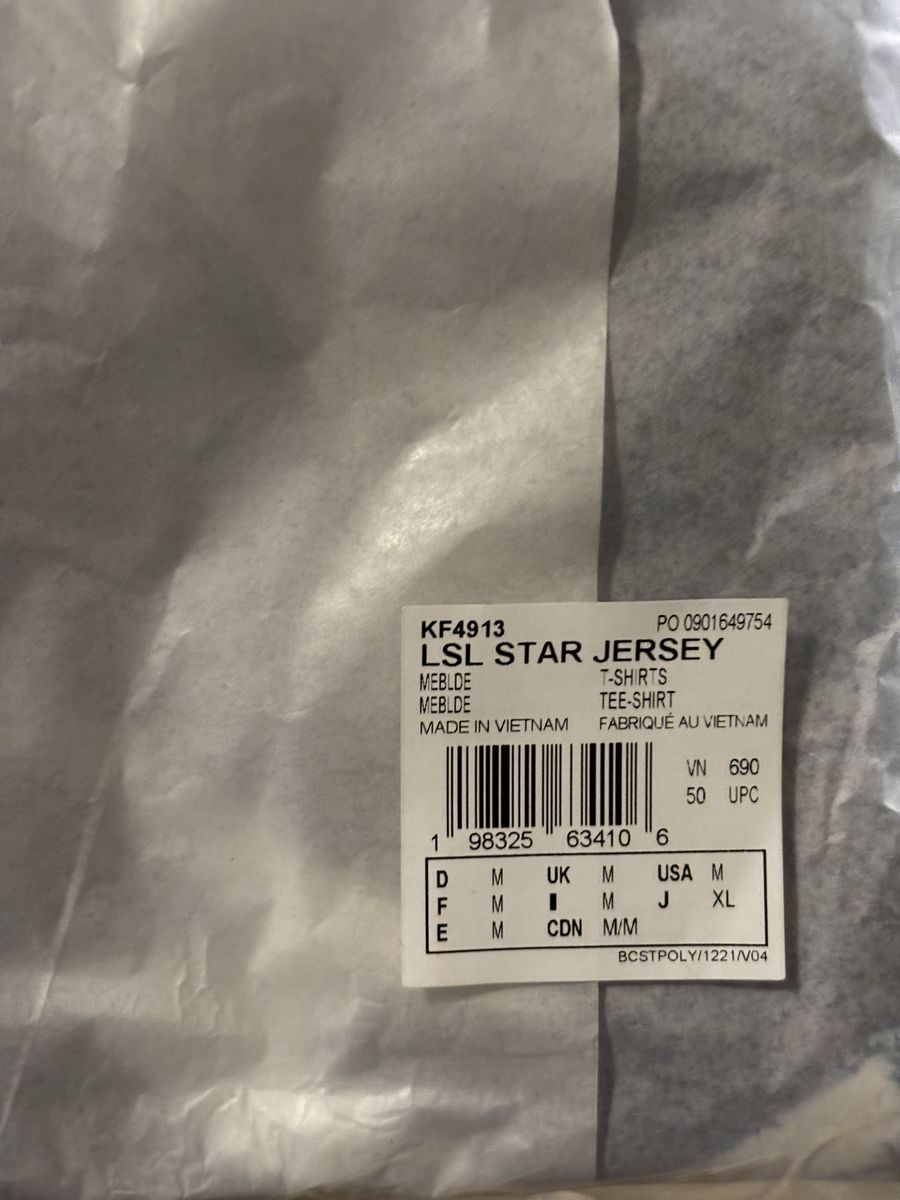 KF4913 PO 0901649754
LSL STAR JERSEY
MEBLDE T-SHIRTS
MEBLDE TEE-SHIRT
MADE IN VIETNAM FABRIQUÉ AU VIETNAM
VN 690
50 UPC
1 98325 63410 6
D M UK M USA M
F M I M J XL
E M CDN M/M
BCSTPOLY/1221/V04